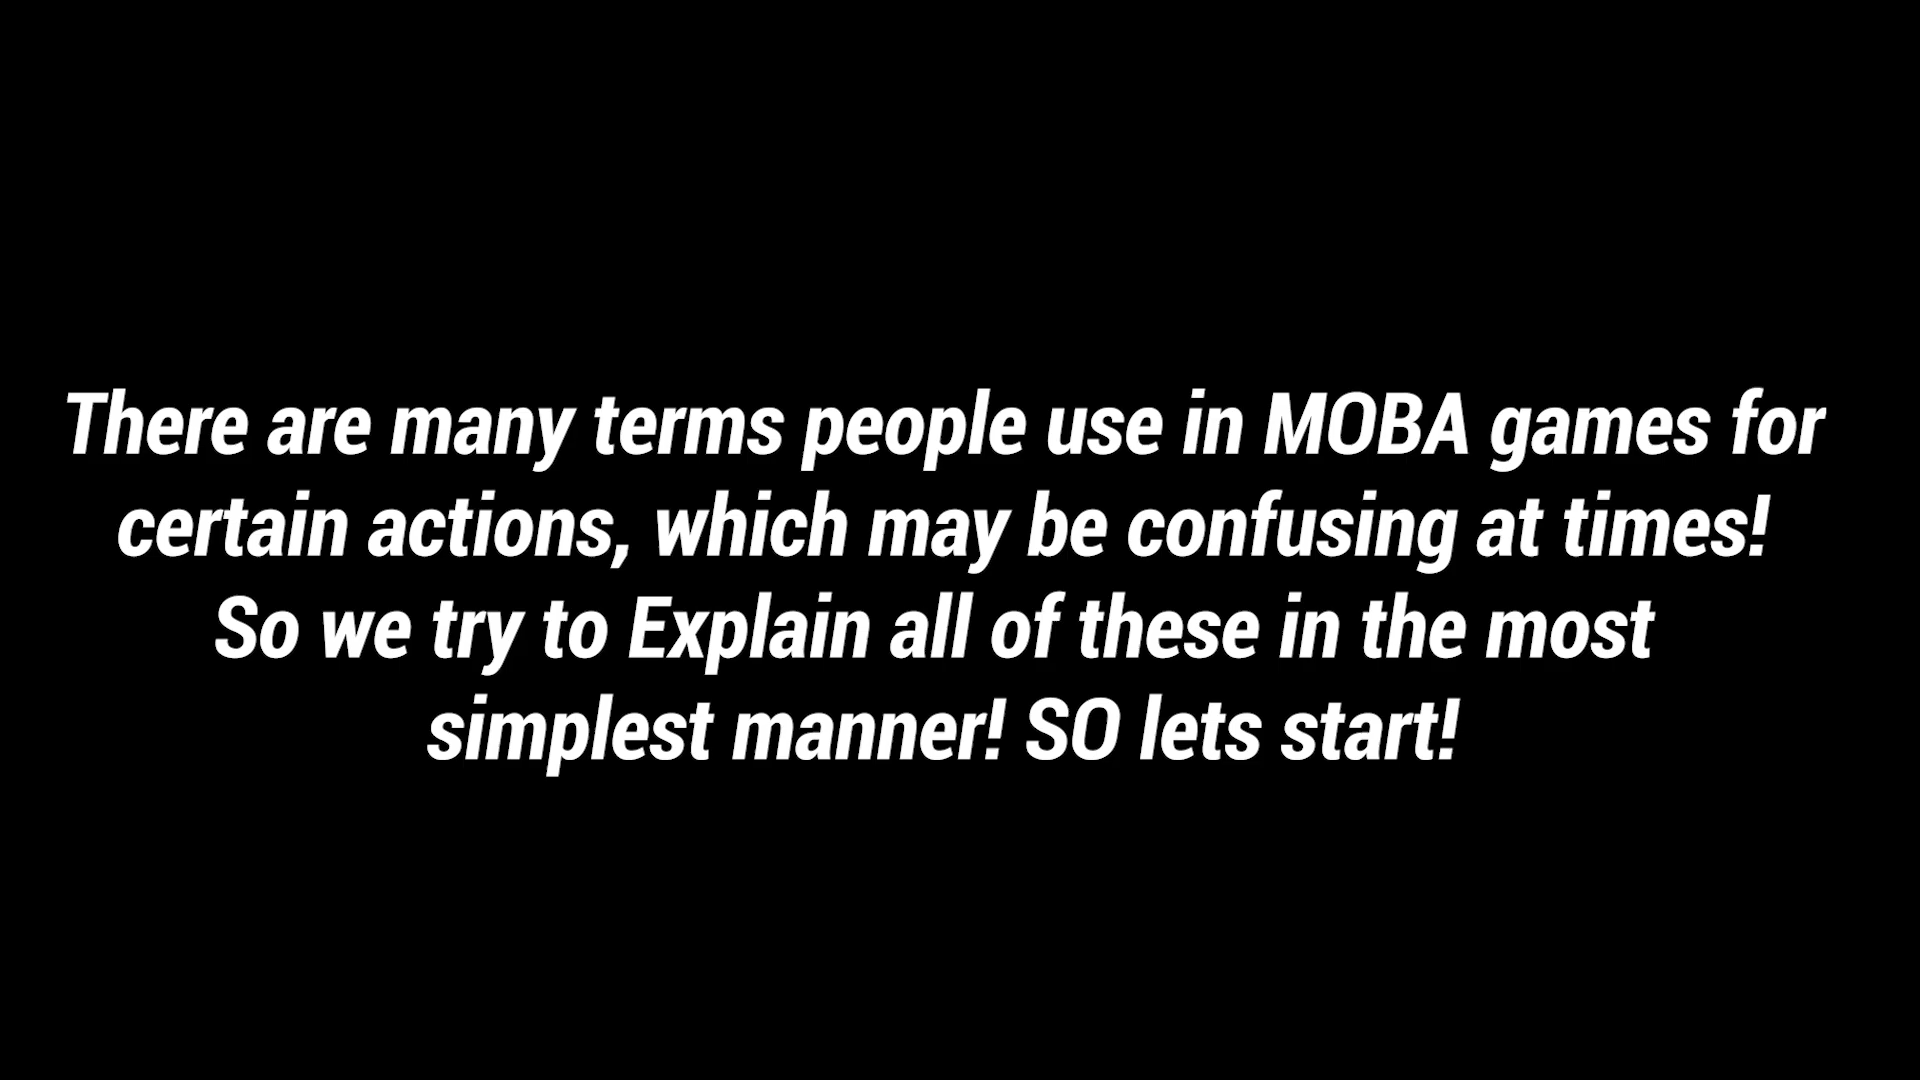 There are many terms people use in MOBA games for
certain actions, which may be confusing at times!
So we try to Explain all of these in the most
simplest manner! SO lets start!